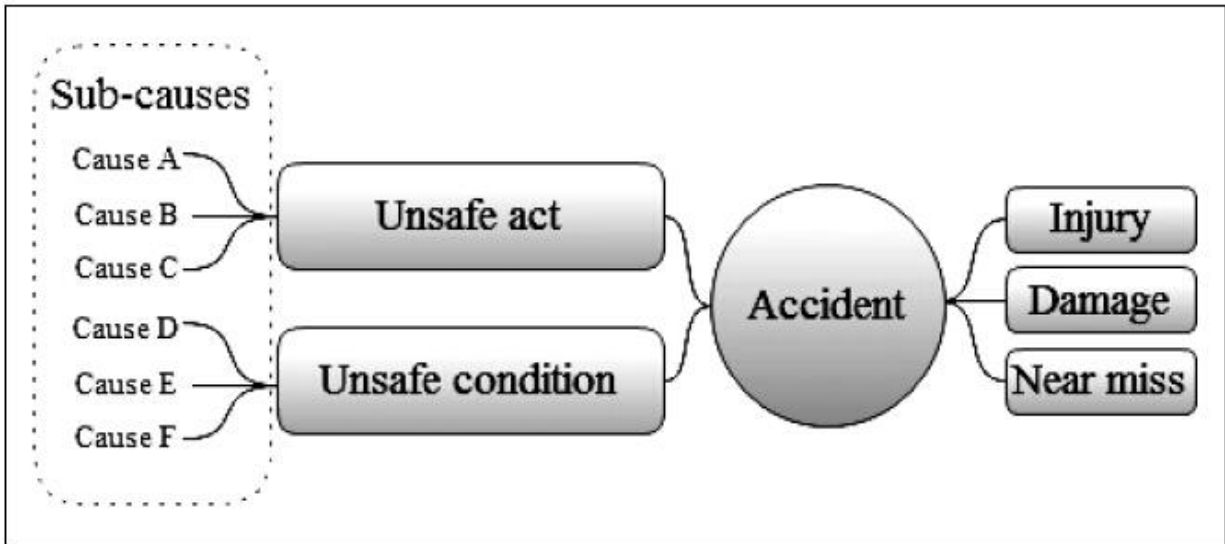 Sub-causes
Cause A
Cause B
Cause C
Cause D
Cause E
Cause F
Unsafe act
Unsafe condition
Accident
Injury
Damage
Near miss